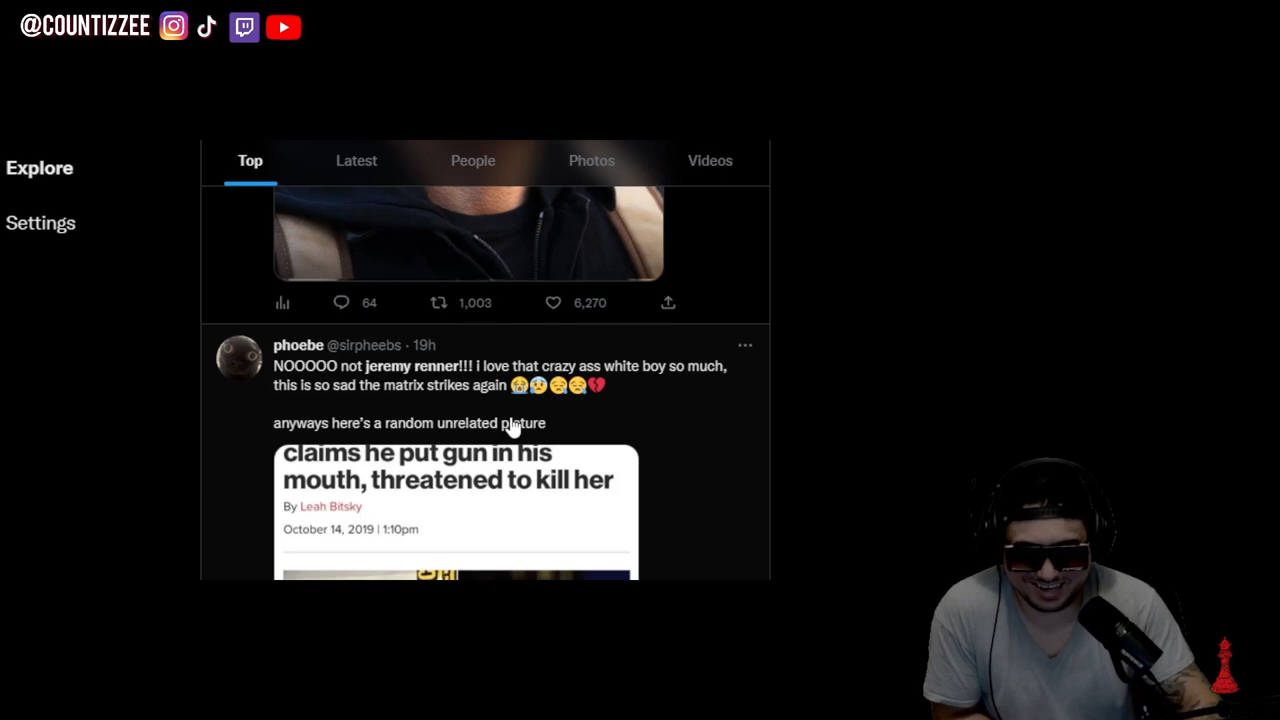 @COUNTIZZEE
Explore
Settings
Top Latest People Photos Videos
64 1,003 6,270
phoebe @sirpheebs · 19h
NOOOOO not jeremy renner!!! i love that crazy ass white boy so much,
this is so sad the matrix strikes again 😭😰😪😪💔
anyways here's a random unrelated picture
claims he put gun in his
mouth, threatened to kill her
By Leah Bitsky
October 14, 2019 | 1:10pm